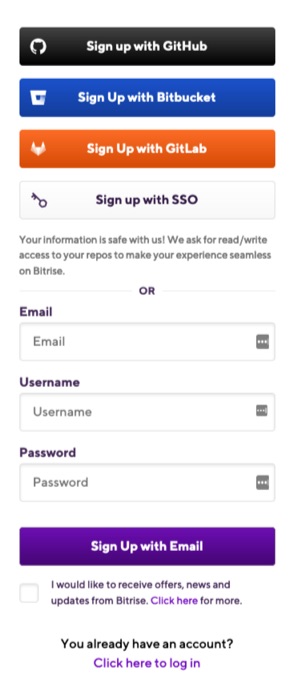 Sign up with GitHub
Sign Up with Bitbucket
Sign Up with GitLab
Sign up with SSO
Your information is safe with us! We ask for read/write
access to your repos to make your experience seamless
on Bitrise.
OR
Email
Email
Username
Username
Password
Password
Sign Up with Email
I would like to receive offers, news and
updates from Bitrise. Click here for more.
You already have an account?
Click here to log in